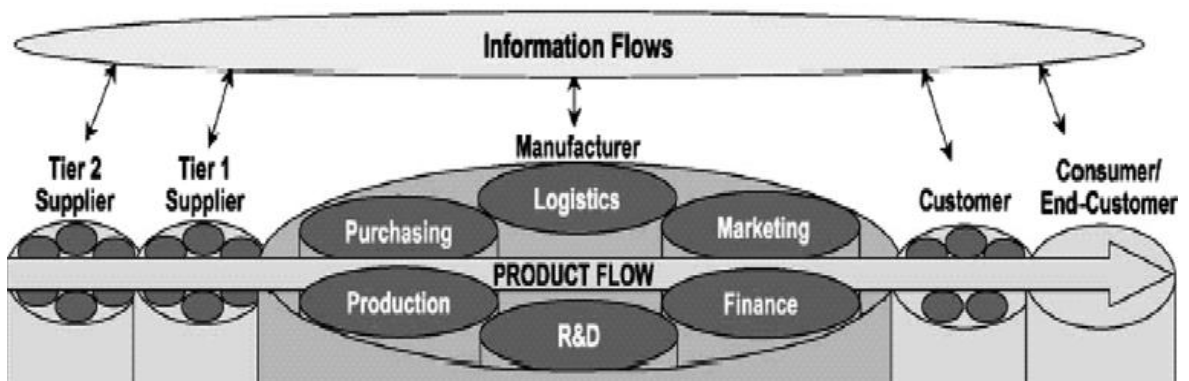 Information Flows
Manufacturer
Tier 2
Supplier
Tier 1
Supplier
Logistics
Purchasing
Marketing
Customer
Consumer/
End-Customer
PRODUCT FLOW
Production
Finance
R&D